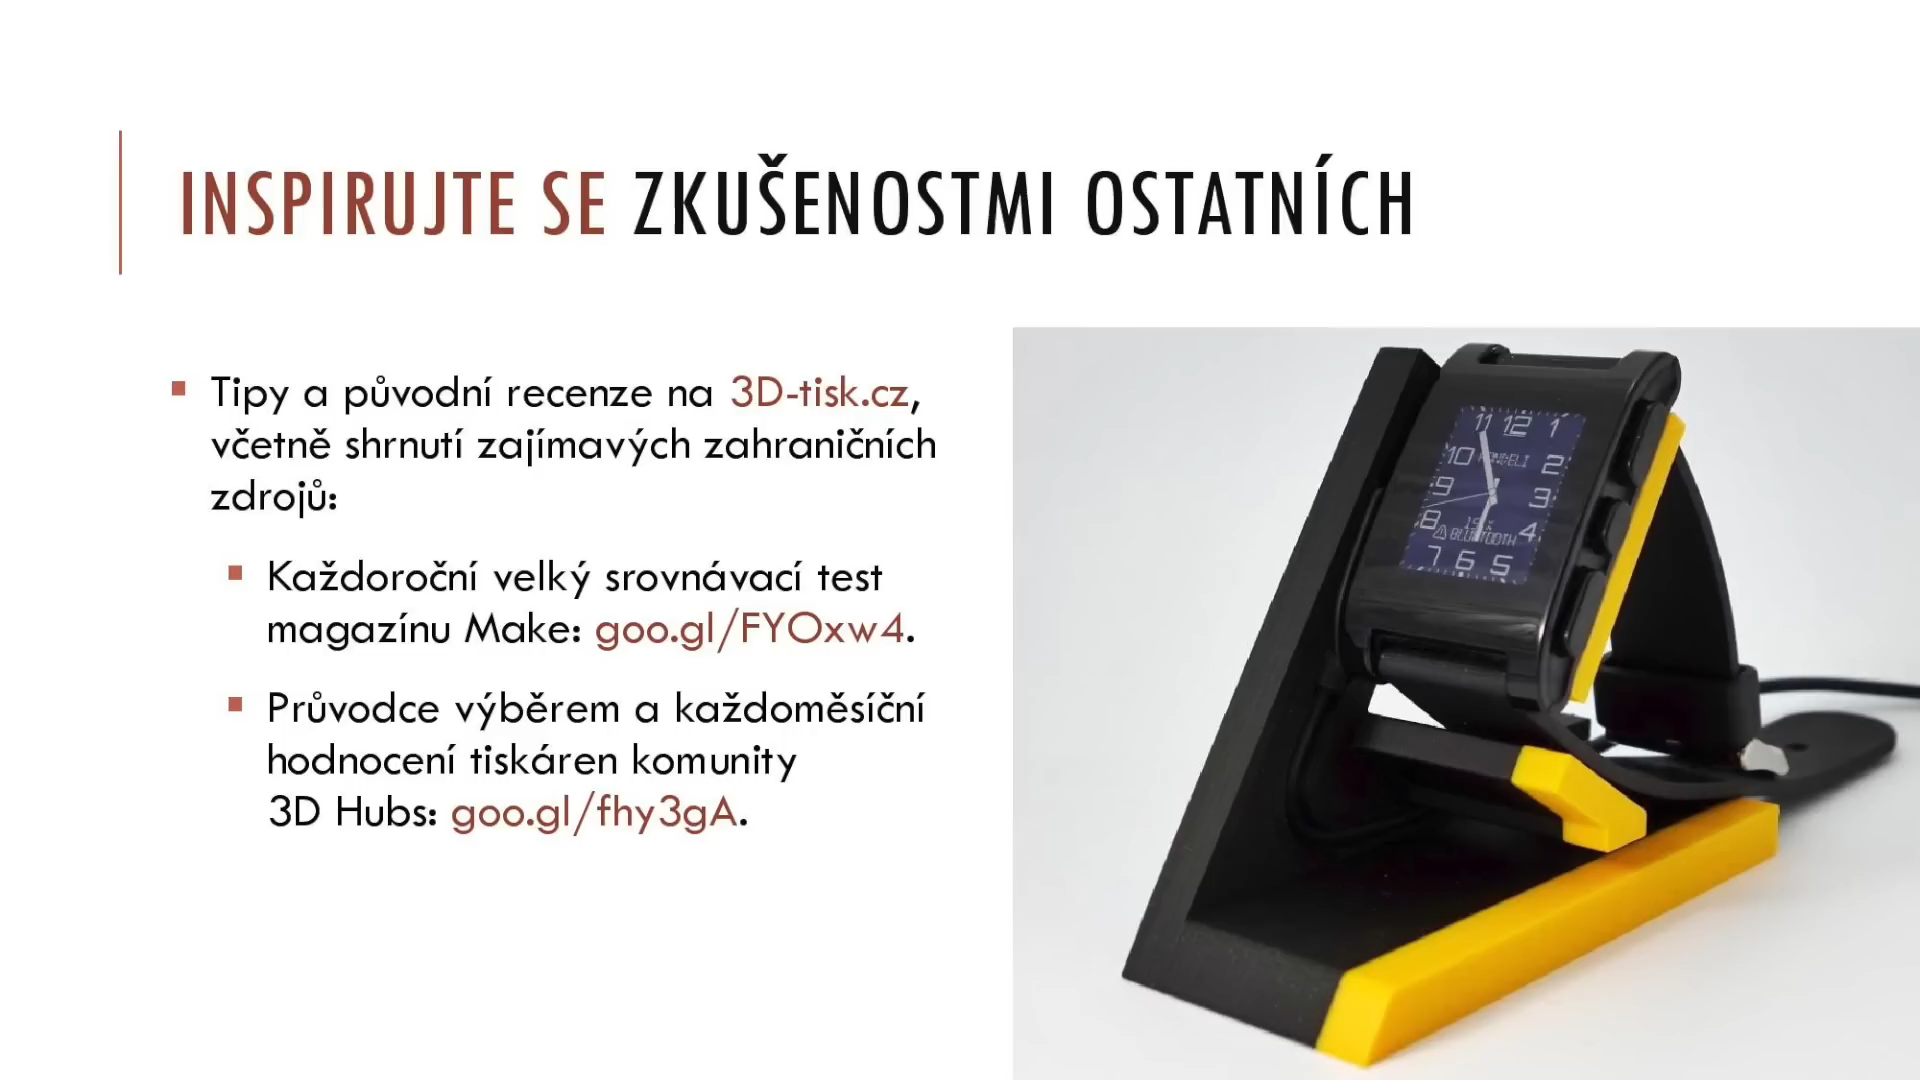 INSPIRUJTE SE ZKUŠENOSTMI OSTATNÍCH
Tipy a původní recenze na 3D-tisk.cz,
včetně shrnutí zajímavých zahraničních
zdrojů:
Každoroční velký srovnávací test
magazínu Make: goo.gl/FYOxw4.
Průvodce výběrem a každoměsíční
hodnocení tiskáren komunity
3D Hubs: goo.gl/fhy3gA.
11 12 1
10 2
9 3
8 4
BLUETOOTH
7 6 5